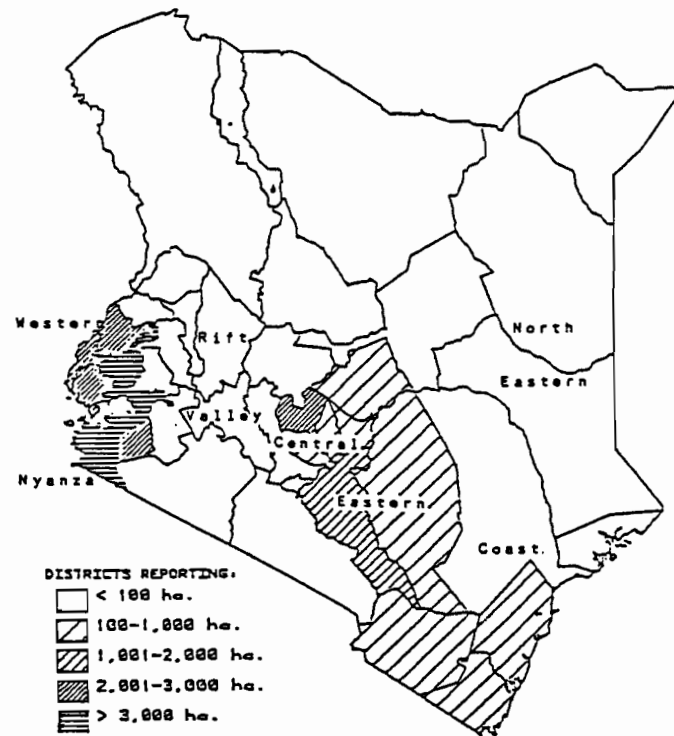 Western
Rift
North
Eastern
Valley
Central
Nyanza
Eastern
Coast.
DISTRICTS REPORTING:
< 100 ha.
100-1,000 ha.
1,001-2,000 ha.
2,001-3,000 ha.
> 3,000 ha.